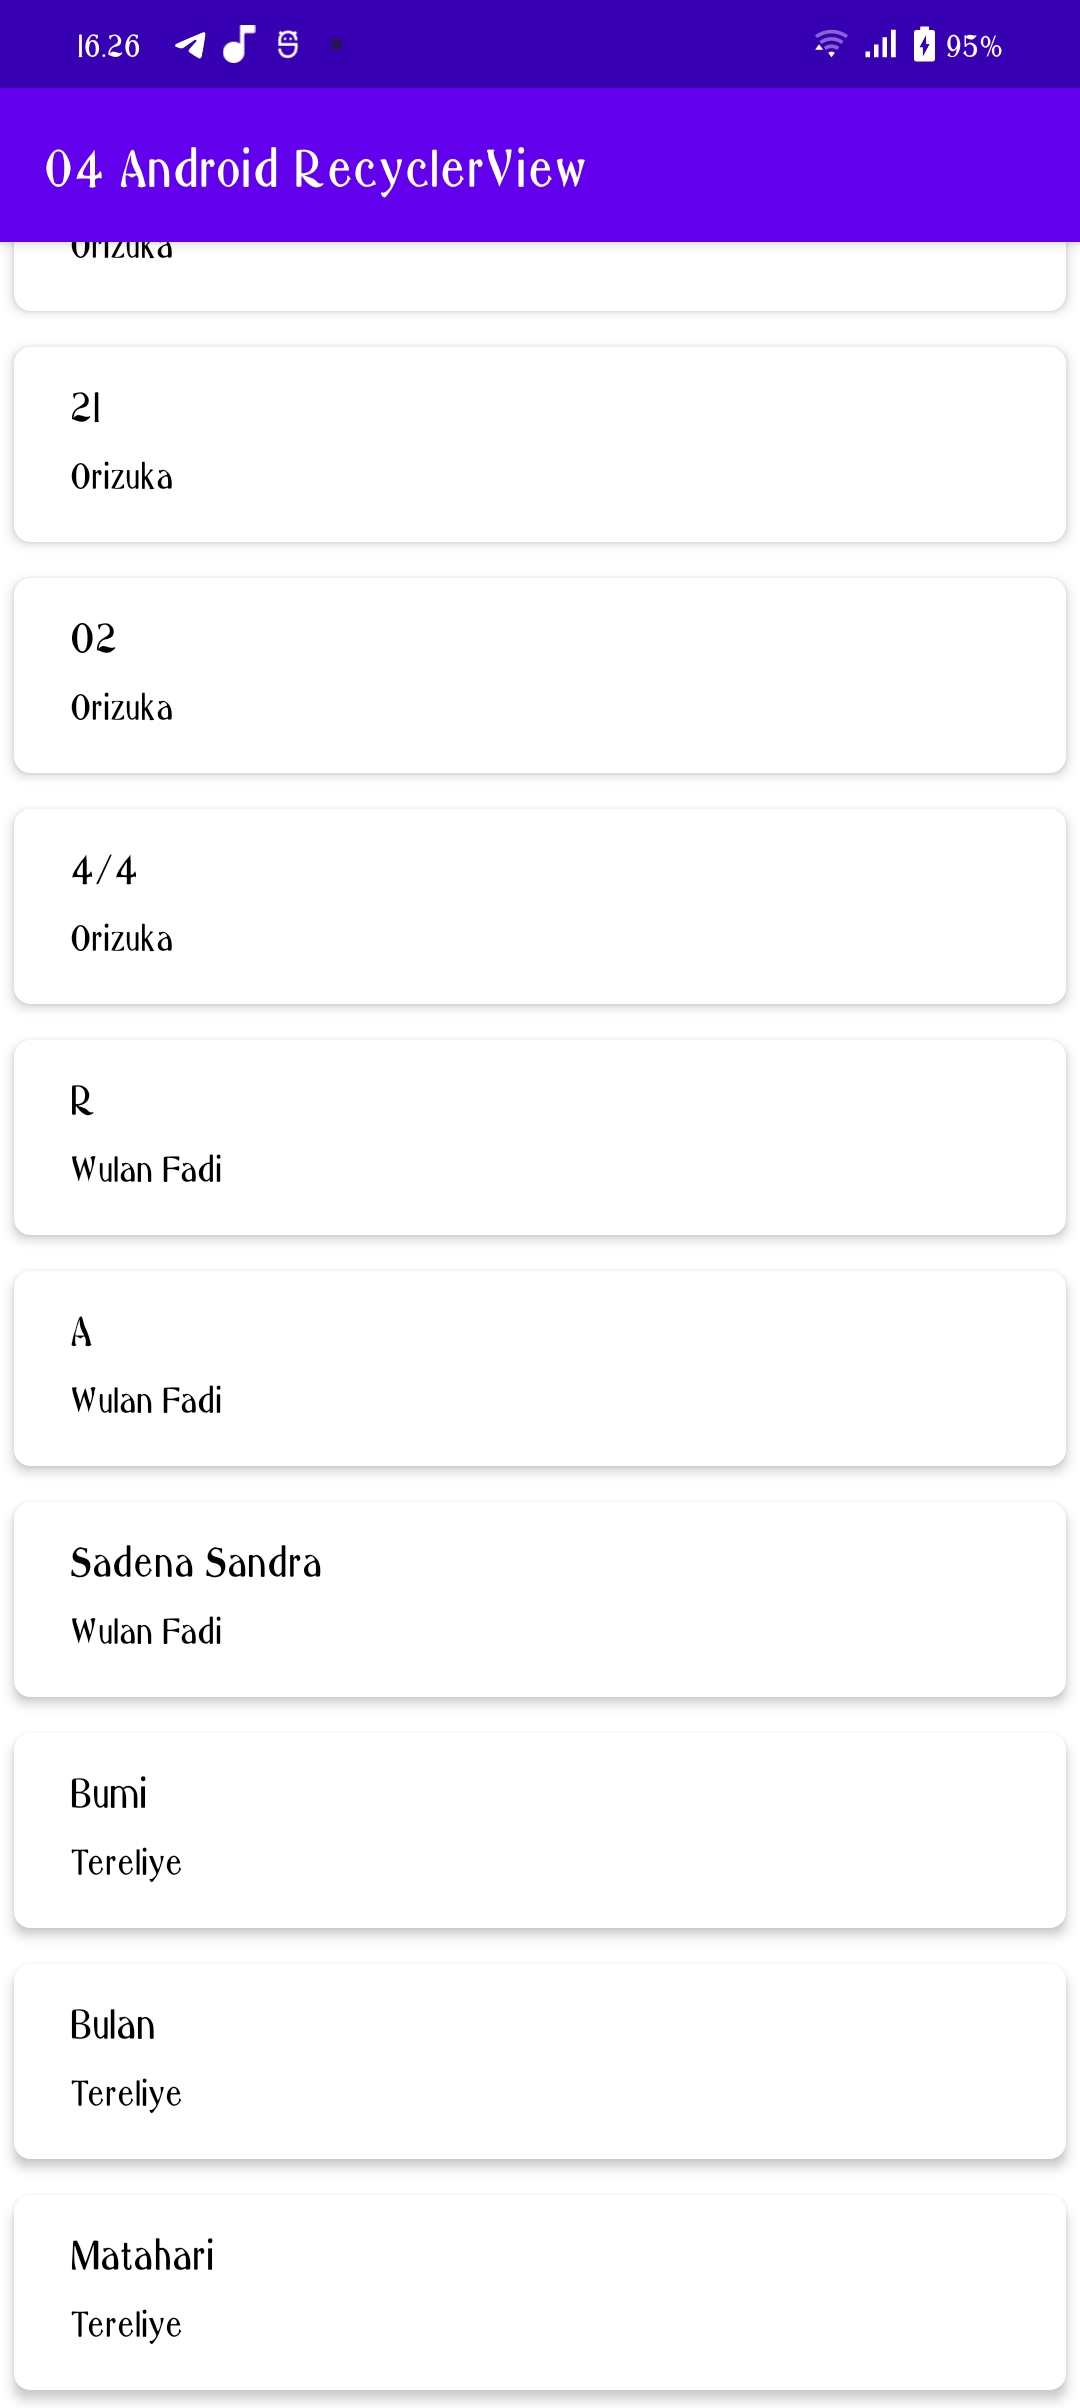 16.26 95%
04 Android RecyclerView
Orizuka
21
Orizuka
02
Orizuka
4/4
Orizuka
R
Wulan Fadi
A
Wulan Fadi
Sadena Sandra
Wulan Fadi
Bumi
Tereliye
Bulan
Tereliye
Matahari
Tereliye